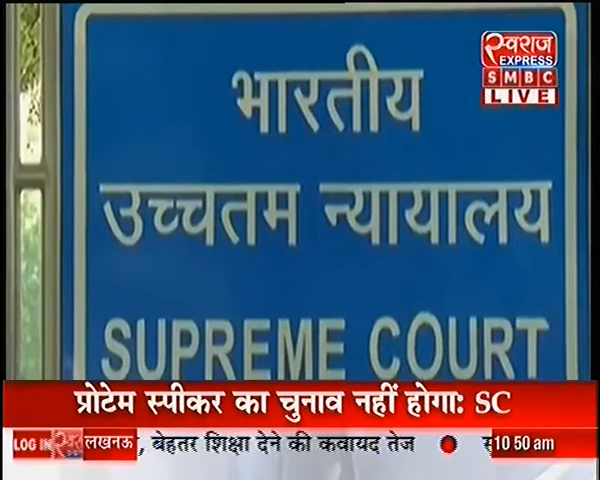 स्वराज
EXPRESS
SMBC
LIVE
भारतीय
उच्चतम न्यायालय
SUPREME COURT
प्रोटेम स्पीकर का चुनाव नहीं होगा: SC
LOG IN लखनऊ , बेहतर शिक्षा देने की कवायद तेज
10 50 am